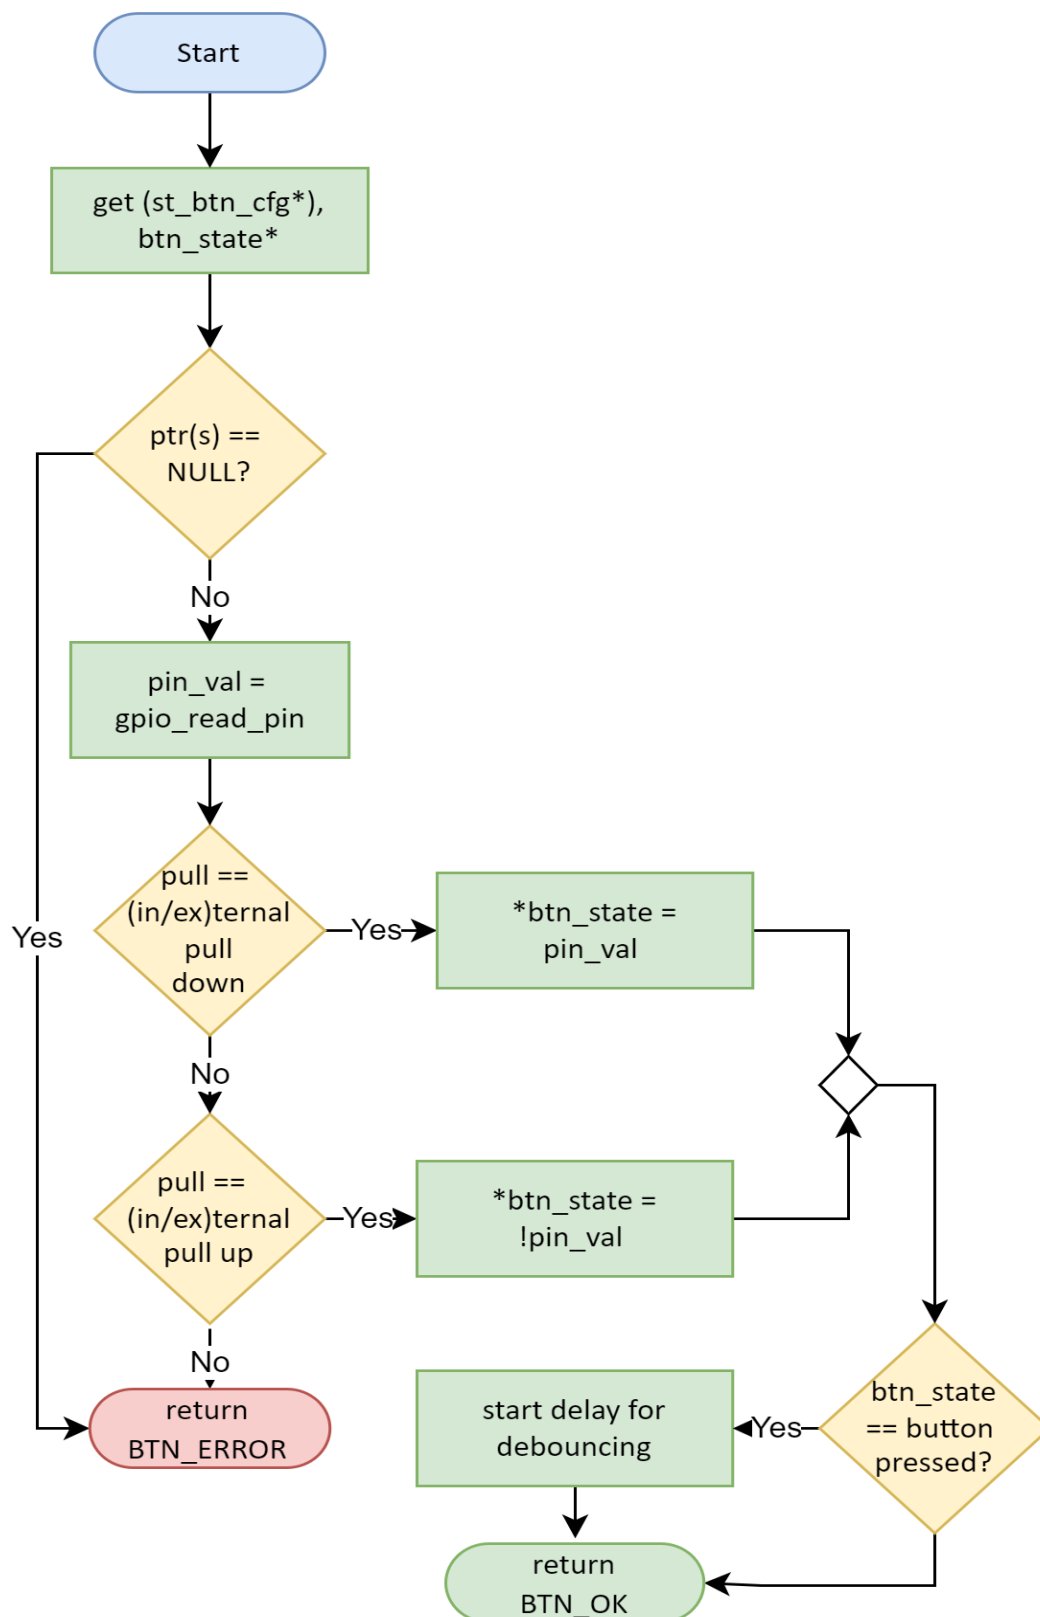 Start
get (st_btn_cfg*),
btn_state*
ptr(s) ==
NULL?
No
pin_val =
gpio_read_pin
pull ==
(in/ex)ternal
pull
down
Yes
*btn_state =
pin_val
Yes
No
pull ==
(in/ex)ternal
pull up
Yes
*btn_state =
!pin_val
No
return
BTN_ERROR
btn_state
== button
pressed?
Yes
start delay for
debouncing
return
BTN_OK